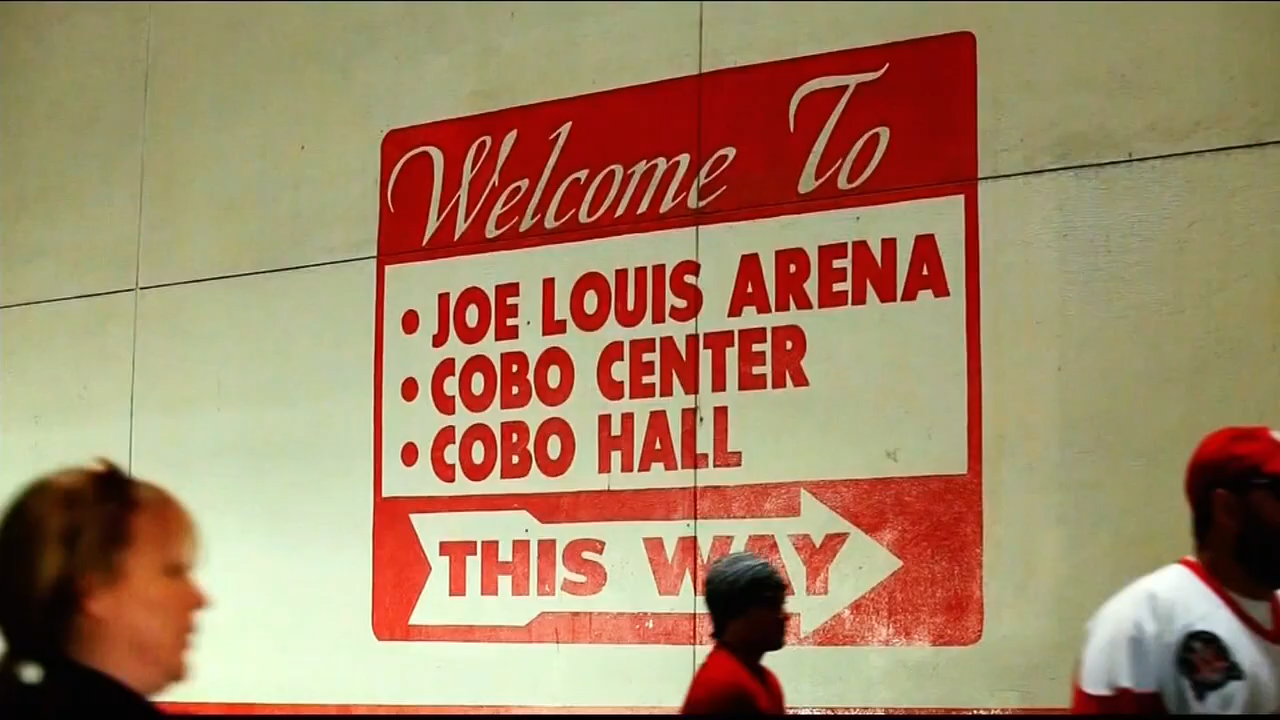 Welcome To
• JOE LOUIS ARENA
• COBO CENTER
• COBO HALL
THIS WAY